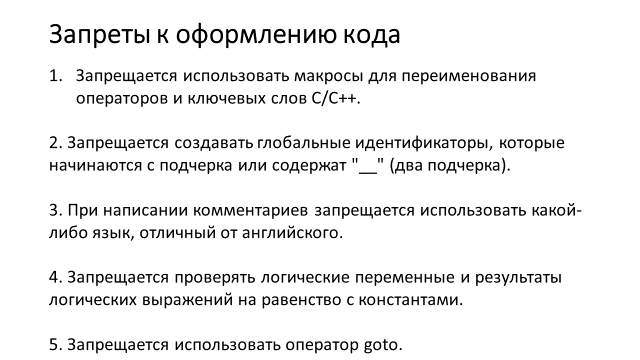 Запреты к оформлению кода
1. Запрещается использовать макросы для переименования
операторов и ключевых слов С/С++.
2. Запрещается создавать глобальные идентификаторы, которые
начинаются с подчерка или содержат "__" (два подчерка).
3. При написании комментариев запрещается использовать какой-
либо язык, отличный от английского.
4. Запрещается проверять логические переменные и результаты
логических выражений на равенство с константами.
5. Запрещается использовать оператор goto.